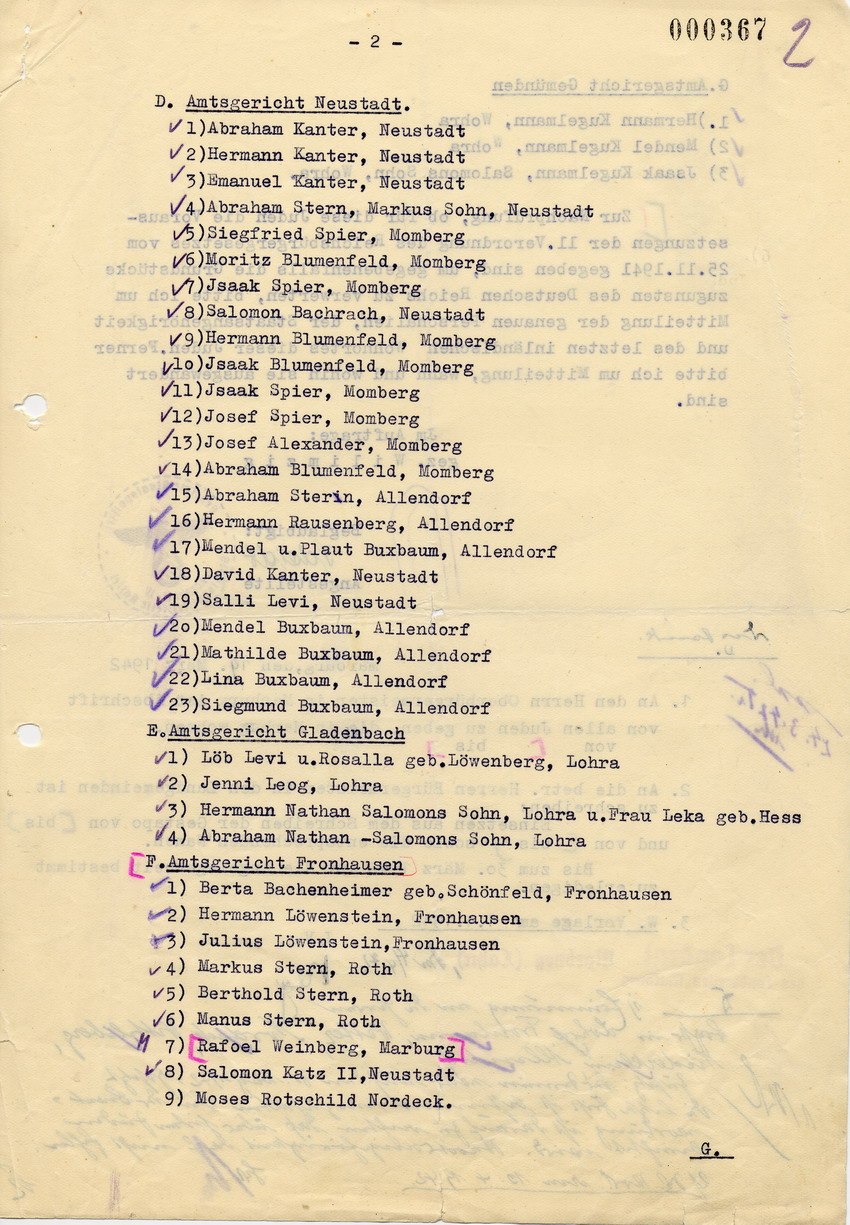 - 2 -
000367
2
D. Amtsgericht Neustadt.
1)Abraham Kanter, Neustadt
2)Hermann Kanter, Neustadt
3)Emanuel Kanter, Neustadt
4)Abraham Stern, Markus Sohn, Neustadt
5)Siegfried Spier, Momberg
6)Moritz Blumenfeld, Momberg
7)Jsaak Spier, Momberg
8)Salomon Bachrach, Neustadt
9)Hermann Blumenfeld, Momberg
1o)Jsaak Blumenfeld, Momberg
11)Jsaak Spier, Momberg
12)Josef Spier, Momberg
13)Josef Alexander, Momberg
14)Abraham Blumenfeld, Momberg
15)Abraham Sterin, Allendorf
16)Hermann Rausenberg, Allendorf
17)Mendel u.Plaut Buxbaum, Allendorf
18)David Kanter, Neustadt
19)Salli Levi, Neustadt
2o)Mendel Buxbaum, Allendorf
21)Mathilde Buxbaum, Allendorf
22)Lina Buxbaum, Allendorf
23)Siegmund Buxbaum, Allendorf
E.Amtsgericht Gladenbach
1) Löb Levi u.Rosalla geb.Löwenberg, Lohra
2) Jenni Leog, Lohra
3) Hermann Nathan Salomons Sohn, Lohra u.Frau Leka geb.Hess
4) Abraham Nathan -Salomons Sohn, Lohra
F.Amtsgericht Fronhausen
1) Berta Bachenheimer geb.Schönfeld, Fronhausen
2) Hermann Löwenstein, Fronhausen
3) Julius Löwenstein,Fronhausen
4) Markus Stern, Roth
5) Berthold Stern, Roth
6) Manus Stern, Roth
M 7) Rafoel Weinberg, Marburg
8) Salomon Katz II,Neustadt
9) Moses Rotschild Nordeck.
G.